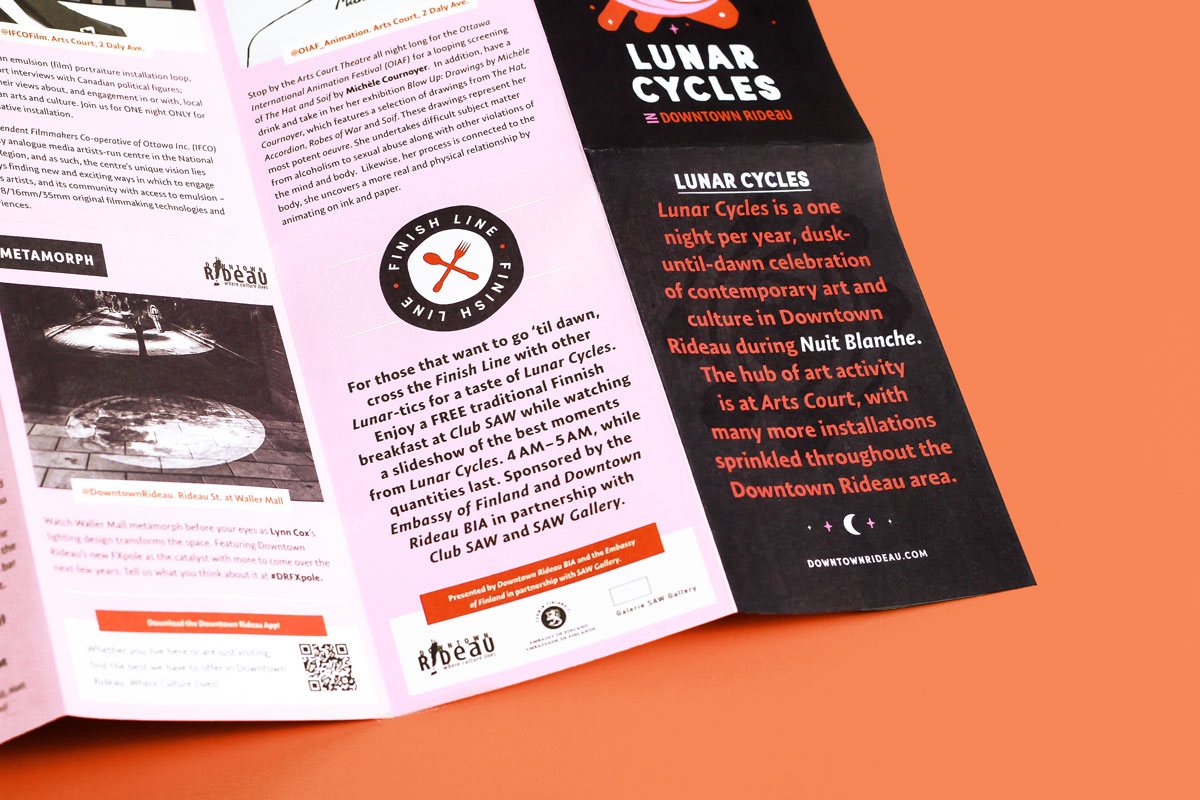 @IFCOFilm. Arts Court, 2 Daly Ave.
an emulsion (film) portraiture installation loop,
interviews with Canadian political figures;
their views about, and engagement in or with, local
arts and culture. Join us for ONE night ONLY for
installation.
Filmmakers Co-operative of Ottawa Inc. (IFCO)
analogue media artists-run centre in the National
Region, and as such, the centre's unique vision lies
finding new and exciting ways in which to engage
artists, and its community with access to emulsion –
8/16mm/35mm original filmmaking technologies and
METAMORPH
DOWNTOWN
RideaU
where culture lives
@DowntownRideau. Rideau St. at Waller Mall
Watch Waller Mall metamorph before your eyes as Lynn Cox's
lighting design transforms the space. Featuring Downtown
Rideau's new FXpole as the catalyst with more to come over the
next few years. Tell us what you think about it at #DRFXpole.
Download the Downtown Rideau App!
Whether you live here or are just visiting,
find the best we have to offer in Downtown
Rideau. Where Culture Lives!
@OIAF_Animation. Arts Court, 2 Daly Ave.
Stop by the Arts Court Theatre all night long for the Ottawa
International Animation Festival (OIAF) for a looping screening
of The Hat and Soif by Michèle Cournoyer. In addition, have a
drink and take in her exhibition Blow Up: Drawings by Michèle
Cournoyer, which features a selection of drawings from The Hat,
Accordion, Robes of War and Soif. These drawings represent her
most potent oeuvre. She undertakes difficult subject matter
from alcoholism to sexual abuse along with other violations of
the mind and body. Likewise, her process is connected to the
body, she uncovers a more real and physical relationship by
animating on ink and paper.
FINISH LINE • FINISH LINE • FINISH LINE •
For those that want to go 'til dawn,
cross the Finish Line with other
Lunar-tics for a taste of Lunar Cycles.
Enjoy a FREE traditional Finnish
breakfast at Club SAW while watching
a slideshow of the best moments
from Lunar Cycles. 4 AM–5 AM, while
quantities last. Sponsored by the
Embassy of Finland and Downtown
Rideau BIA in partnership with
Club SAW and SAW Gallery.
Presented by Downtown Rideau BIA and the Embassy
of Finland in partnership with SAW Gallery.
DOWNTOWN
RideaU
where culture lives
EMBASSY OF FINLAND
AMBASSADE DE FINLANDE
Galerie SAW Gallery
LUNAR
CYCLES
IN DOWNTOWN RIDEAU
LUNAR CYCLES
Lunar Cycles is a one
night per year, dusk-
until-dawn celebration
of contemporary art and
culture in Downtown
Rideau during Nuit Blanche.
The hub of art activity
is at Arts Court, with
many more installations
sprinkled throughout the
Downtown Rideau area.
DOWNTOWNRIDEAU.COM